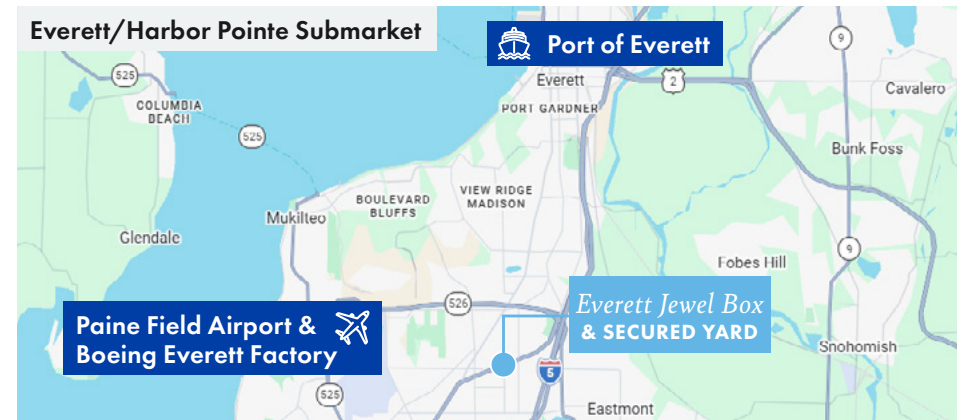 Everett/Harbor Pointe Submarket
Port of Everett
9
525
Everett
2
Cavalero
COLUMBIA
BEACH
PORT GARDNER
525
Bunk Foss
VIEW RIDGE
MADISON
BOULEVARD
BLUFFS
Mukilteo
Glendale
9
Fobes Hill
526
Everett Jewel Box
& SECURED YARD
Paine Field Airport &
Boeing Everett Factory
Snohomish
5
525
Eastmont